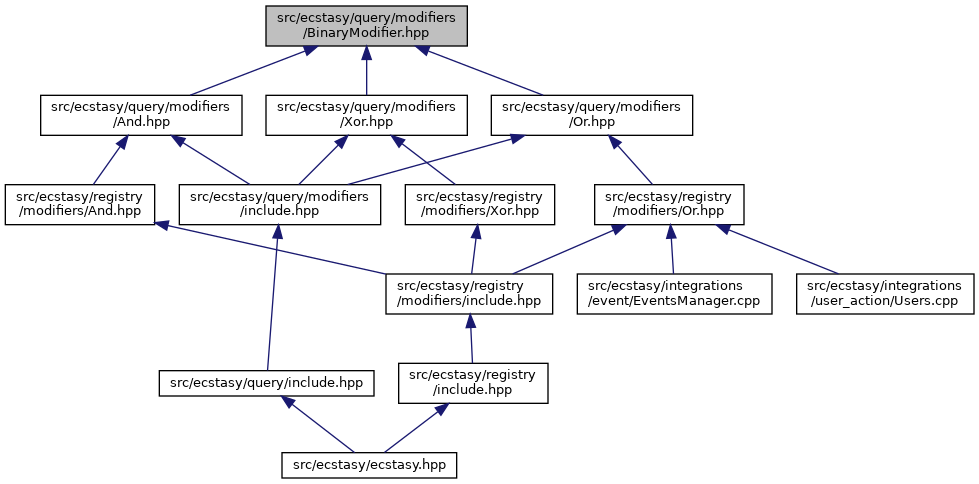 src/ecstasy/query/modifiers
/BinaryModifier.hpp
src/ecstasy/query/modifiers
/And.hpp
src/ecstasy/query/modifiers
/Xor.hpp
src/ecstasy/query/modifiers
/Or.hpp
src/ecstasy/registry
/modifiers/And.hpp
src/ecstasy/query/modifiers
/include.hpp
src/ecstasy/registry
/modifiers/Xor.hpp
src/ecstasy/registry
/modifiers/Or.hpp
src/ecstasy/registry
/modifiers/include.hpp
src/ecstasy/integrations
/event/EventsManager.cpp
src/ecstasy/integrations
/user_action/Users.cpp
src/ecstasy/query/include.hpp
src/ecstasy/registry
/include.hpp
src/ecstasy/ecstasy.hpp